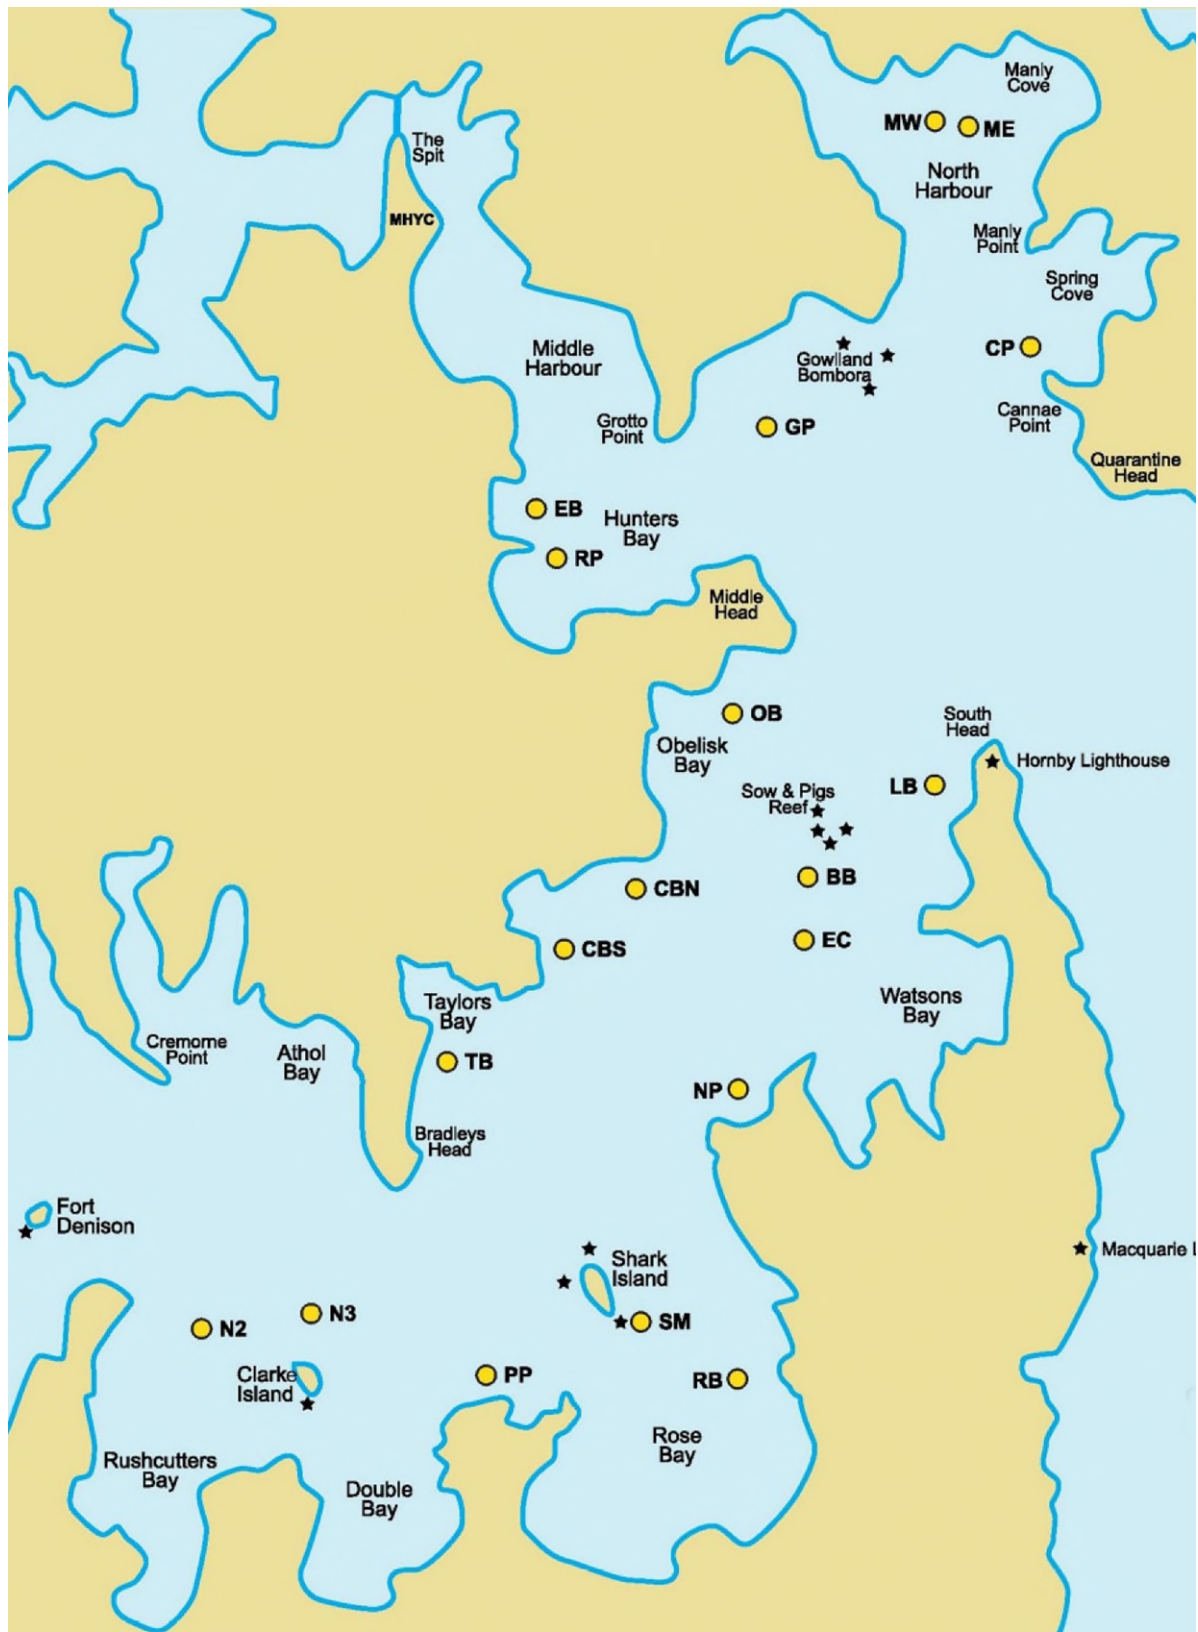 Manly
Cove
MW
ME
The
Spit
North
Harbour
MHYC
Manly
Point
Spring
Cove
CP
Middle
Harbour
Gowlland
Bombora
Cannae
Point
Grotto
Point
GP
Quarantine
Head
EB
Hunters
Bay
RP
Middle
Head
OB
South
Head
Obelisk
Bay
Hornby Lighthouse
LB
Sow & Pigs
Reef
BB
CBN
EC
CBS
Watsons
Bay
Taylors
Bay
Cremorne
Point
Athol
Bay
TB
NP
Bradleys
Head
Fort
Denison
Shark
Island
Macquarie L
N3
N2
SM
Clarke
Island
PP
RB
Rose
Bay
Rushcutters
Bay
Double
Bay